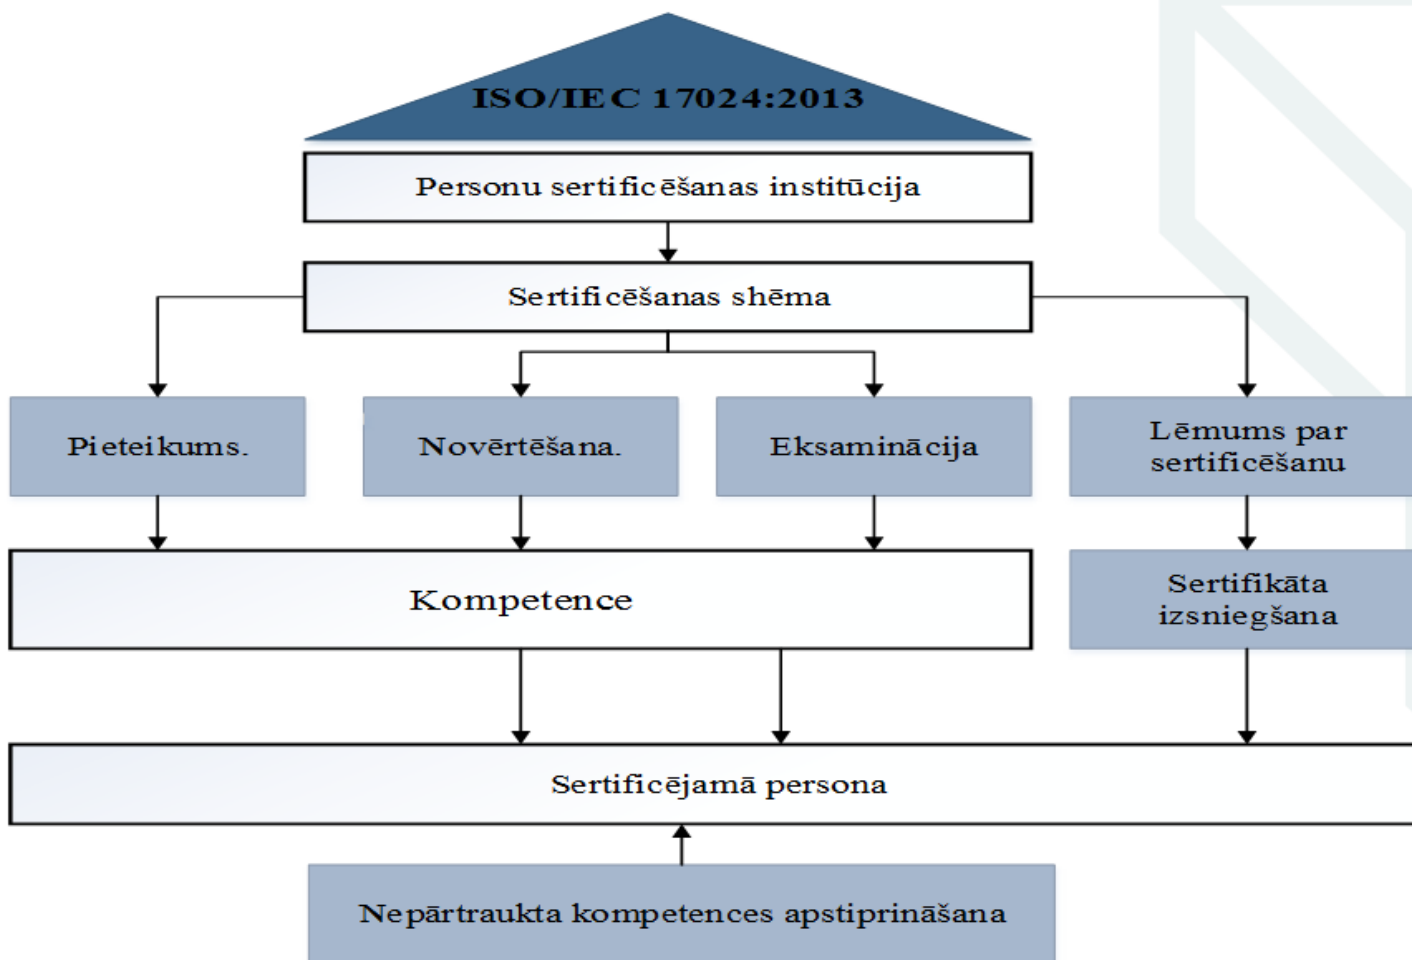 ISO/IEC 17024:2013
Personu sertificēšanas institūcija
Sertificēšanas shēma
Pieteikums.
Novērtēšana.
Eksaminācija
Lēmums par
sertificēšanu
Kompetence
Sertifikāta
izsniegšana
Sertificējamā persona
Nepārtraukta kompetences apstiprināšana